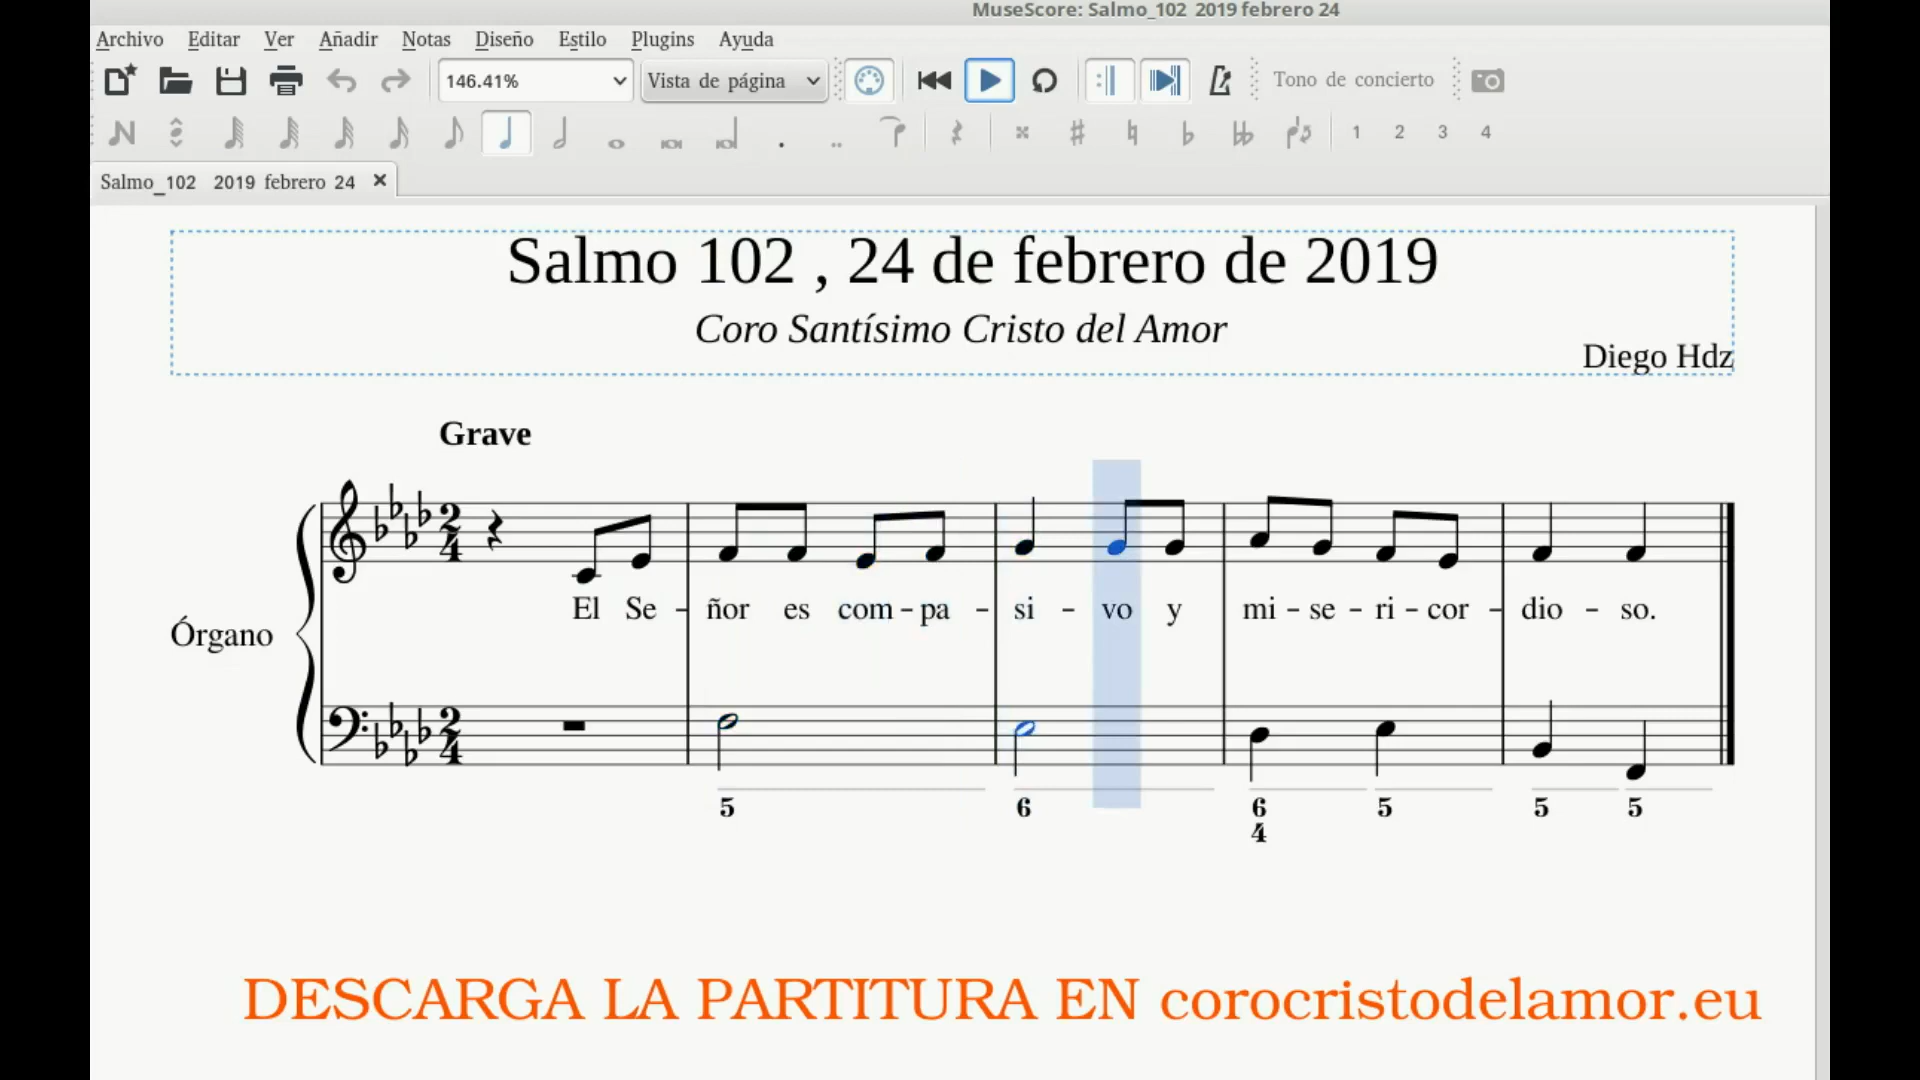 MuseScore: Salmo_102 2019 febrero 24
Archivo Editar Ver Añadir Notas Diseño Estilo Plugins Ayuda
146.41% Vista de página Tono de concierto
1 2 3 4
Salmo_102 2019 febrero 24
Salmo 102 , 24 de febrero de 2019
Coro Santísimo Cristo del Amor
Diego Hdz
Grave
El Se - ñor es com - pa - si - vo y mi - se - ri - cor - dio - so.
Órgano
5 6 6 5 5 5
4
DESCARGA LA PARTITURA EN corocristodelamor.eu